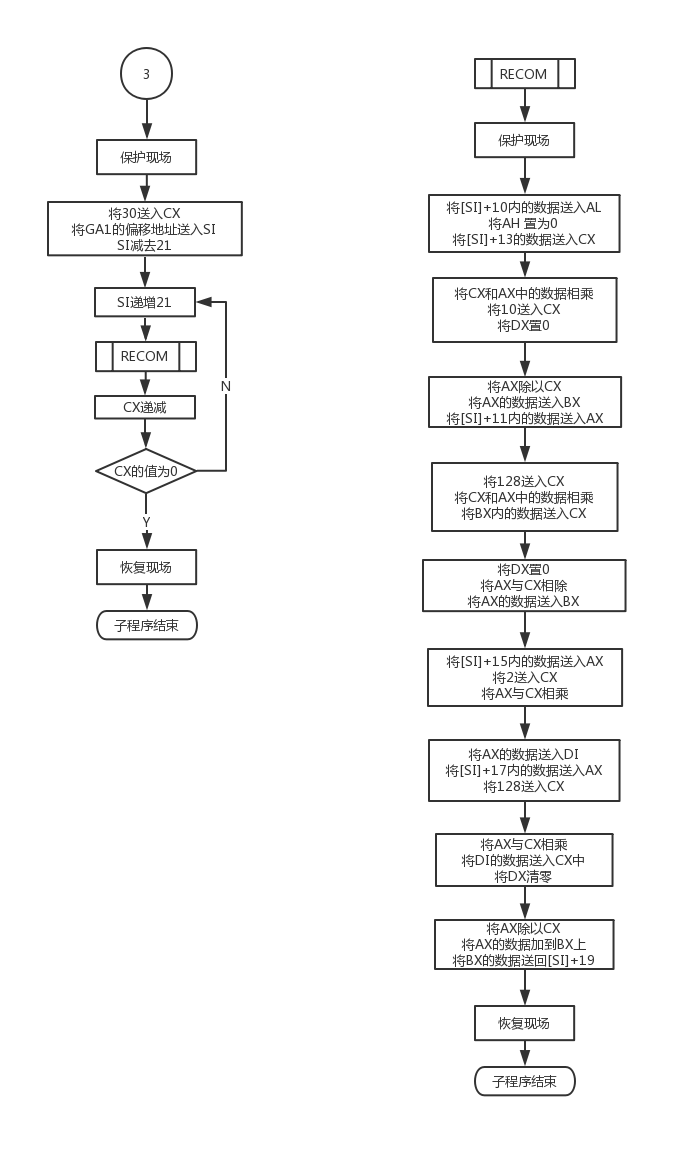 3
保护现场
将30送入CX
将GA1的偏移地址送入SI
SI减去21
SI递增21
RECOM
N
CX递减
CX的值为0
Y
恢复现场
子程序结束
RECOM
保护现场
将[SI]+10内的数据送入AL
将AH 置为0
将[SI]+13的数据送入CX
将CX和AX中的数据相乘
将10送入CX
将DX置0
将AX除以CX
将AX的数据送入BX
将[SI]+11内的数据送入AX
将128送入CX
将CX和AX中的数据相乘
将BX内的数据送入CX
将DX置0
将AX与CX相除
将AX的数据送入BX
将[SI]+15内的数据送入AX
将2送入CX
将AX与CX相乘
将AX的数据送入DI
将[SI]+17内的数据送入AX
将128送入CX
将AX与CX相乘
将DI的数据送入CX中
将DX清零
将AX除以CX
将AX的数据加到BX上
将BX的数据送回[SI]+19
恢复现场
子程序结束